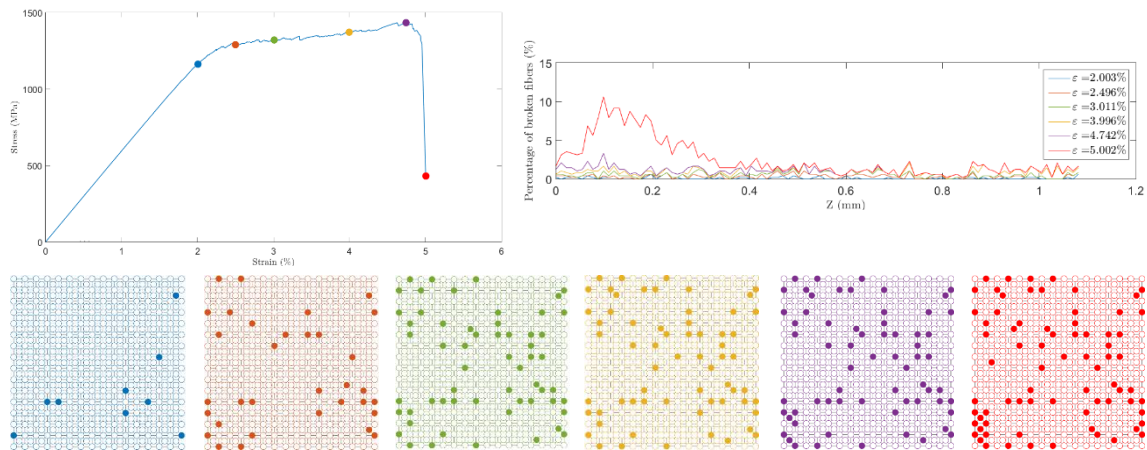 1500
1000
500
0
Stress (MPa)
0 1 2 3 4 5 6
Strain (%)
Percentage of broken fibers (%)
15
10
5
0
0 0.2 0.4 0.6 0.8 1 1.2
Z (mm)
ε =2.003%
ε =2.496%
ε =3.011%
ε =3.996%
ε =4.742%
ε =5.002%